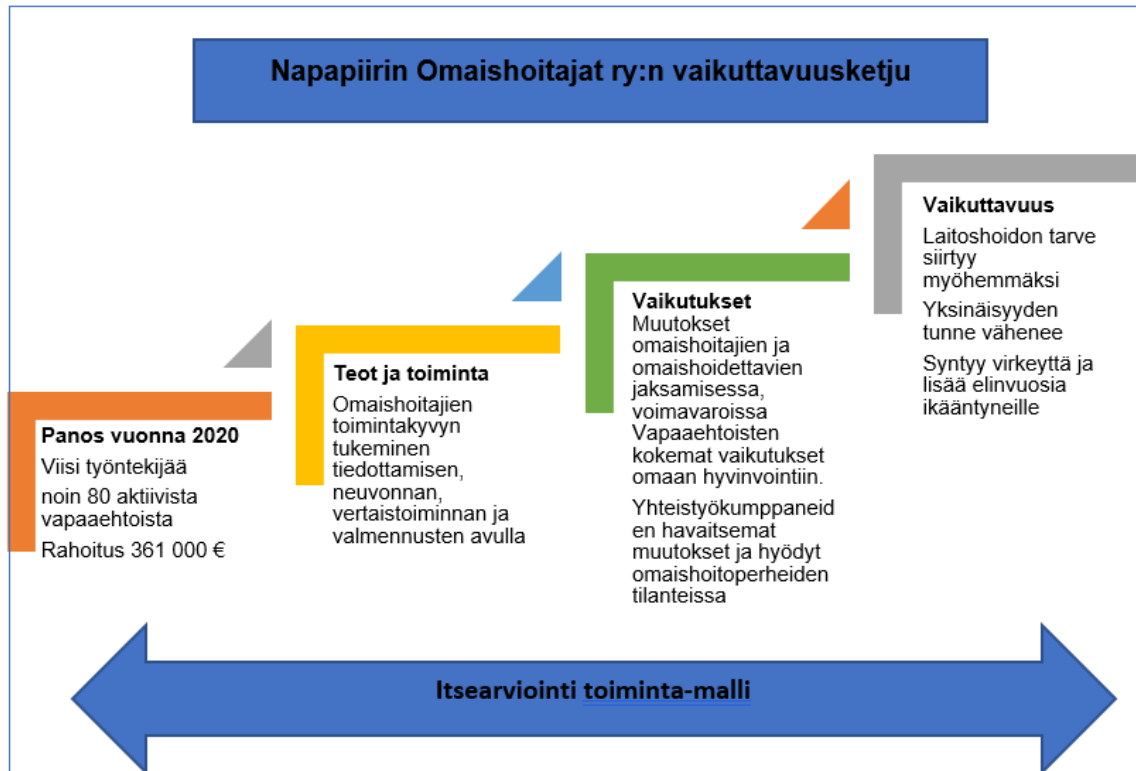 Napapiirin Omaishoitajat ry:n vaikuttavuusketju
Panos vuonna 2020
Viisi työntekijää
noin 80 aktiivista
vapaaehtoista
Rahoitus 361 000 €
Teot ja toiminta
Omaishoitajien
toimintakyvyn
tukeminen
tiedottamisen,
neuvonnan,
vertaistoiminnan ja
valmennusten avulla
Vaikutukset
Muutokset
omaishoitajien ja
omaishoidettavien
jaksamisessa,
voimavaroissa
Vapaaehtoisten
kokemat vaikutukset
omaan hyvinvointiin.
Yhteistyökumppaneid
en havaitsemat
muutokset ja hyödyt
omaishoitoperheiden
tilanteissa
Vaikuttavuus
Laitoshoidon tarve
siirtyy
myöhemmäksi
Yksinäisyyden
tunne vähenee
Syntyy virkeyttä ja
lisää elinvuosia
ikääntyneille
Itsearviointi toiminta-malli